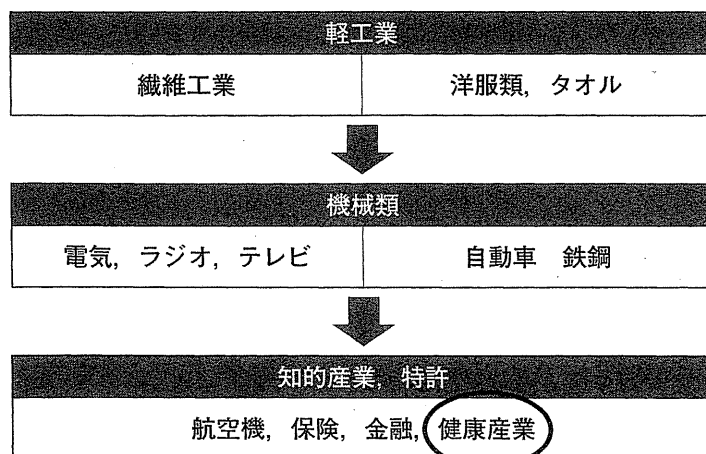 軽工業
繊維工業 洋服類，タオル
機械類
電気，ラジオ，テレビ 自動車 鉄鋼
知的産業，特許
航空機，保険，金融，健康産業